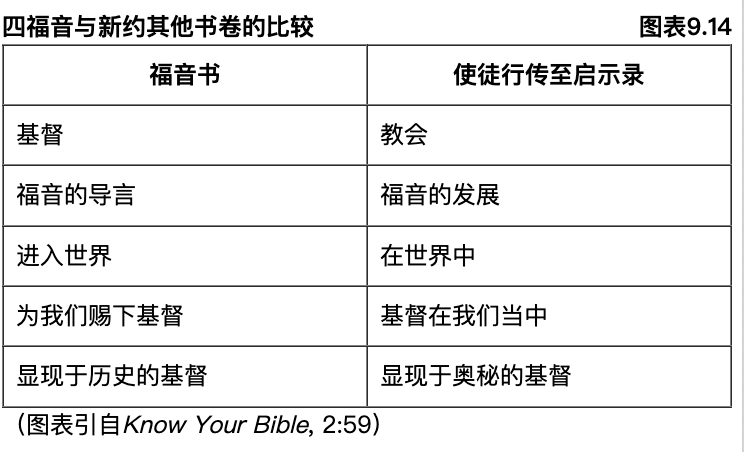 四福音与新约其他书卷的比较 图表9.14
福音书 使徒行传至启示录
基督 教会
福音的导言 福音的发展
进入世界 在世界中
为我们赐下基督 基督在我们当中
显现于历史的基督 显现于奥秘的基督
（图表引自Know Your Bible, 2:59）